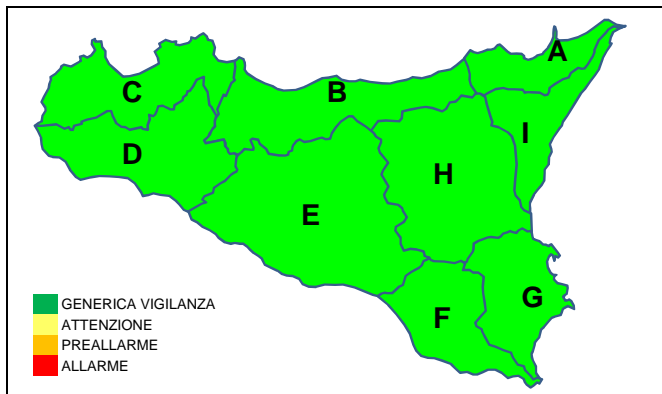 A
B
C
I
D
H
E
G
F
GENERICA VIGILANZA
ATTENZIONE
PREALLARME
ALLARME